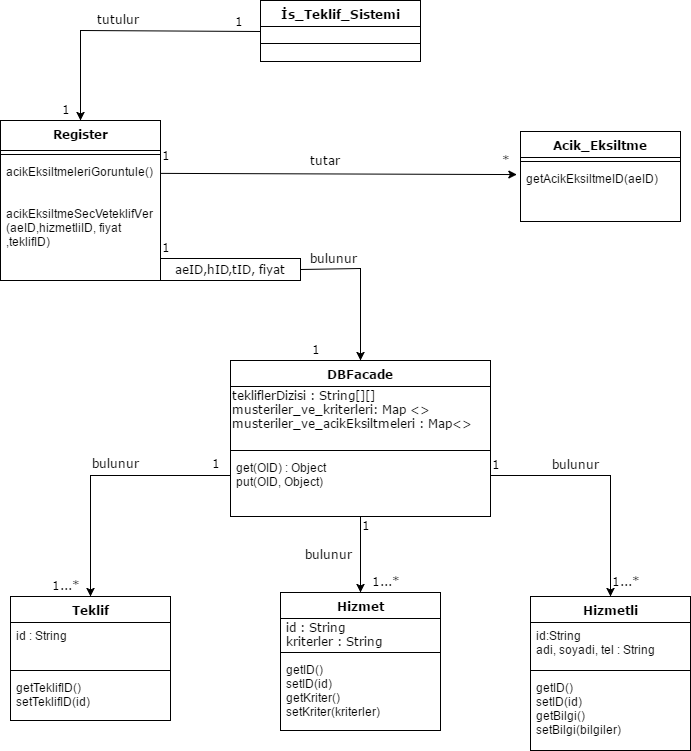 İs_Teklif_Sistemi
tutulur
1
1
Register
acikEksiltmeleriGoruntule()
acikEksiltmeSecVeteklifVer
(aeID,hizmetliID, fiyat
,teklifID)
1
tutar
*
Acik_Eksiltme
getAcikEksiltmeID(aeID)
1
aeID,hID,tID, fiyat
bulunur
1
DBFacade
tekliflerDizisi : String[][]
musteriler_ve_kriterleri: Map <>
musteriler_ve_acikEksiltmeleri : Map<>
get(OID) : Object
put(OID, Object)
bulunur
1
1
bulunur
1
bulunur
1...*
1...*
1...*
Teklif
id : String
getTeklifID()
setTeklifID(id)
Hizmet
id : String
kriterler : String
getID()
setID(id)
getKriter()
setKriter(kriterler)
Hizmetli
id:String
adi, soyadi, tel : String
getID()
setID(id)
getBilgi()
setBilgi(bilgiler)